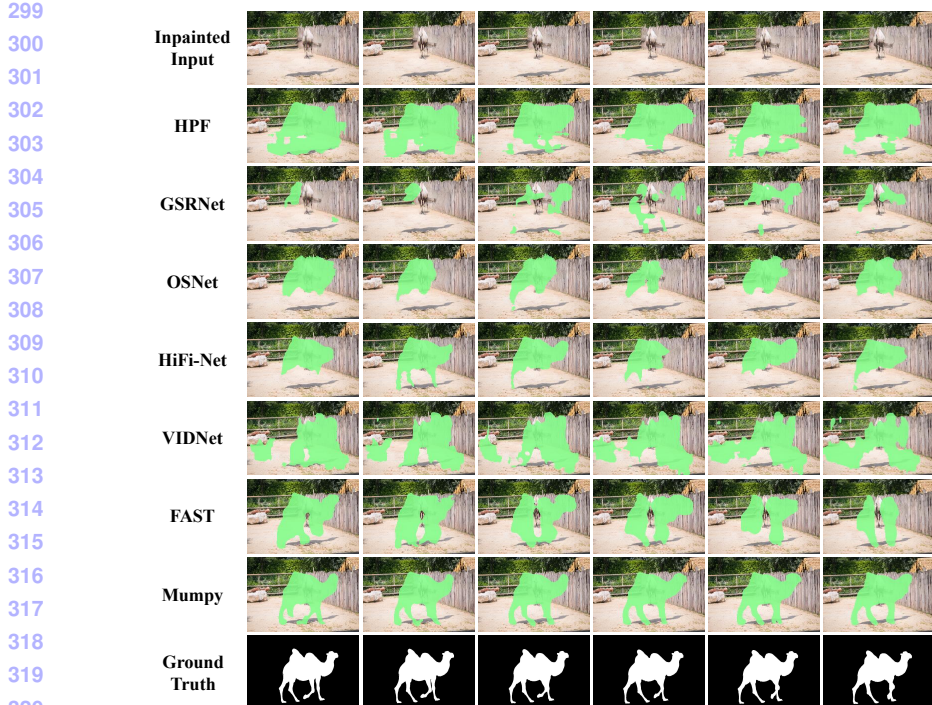 299
300
301
302
303
304
305
306
307
308
309
310
311
312
313
314
315
316
317
318
319
Inpainted
Input
HPF
GSRNet
OSNet
HiFi-Net
VIDNet
FAST
Mumpy
Ground
Truth